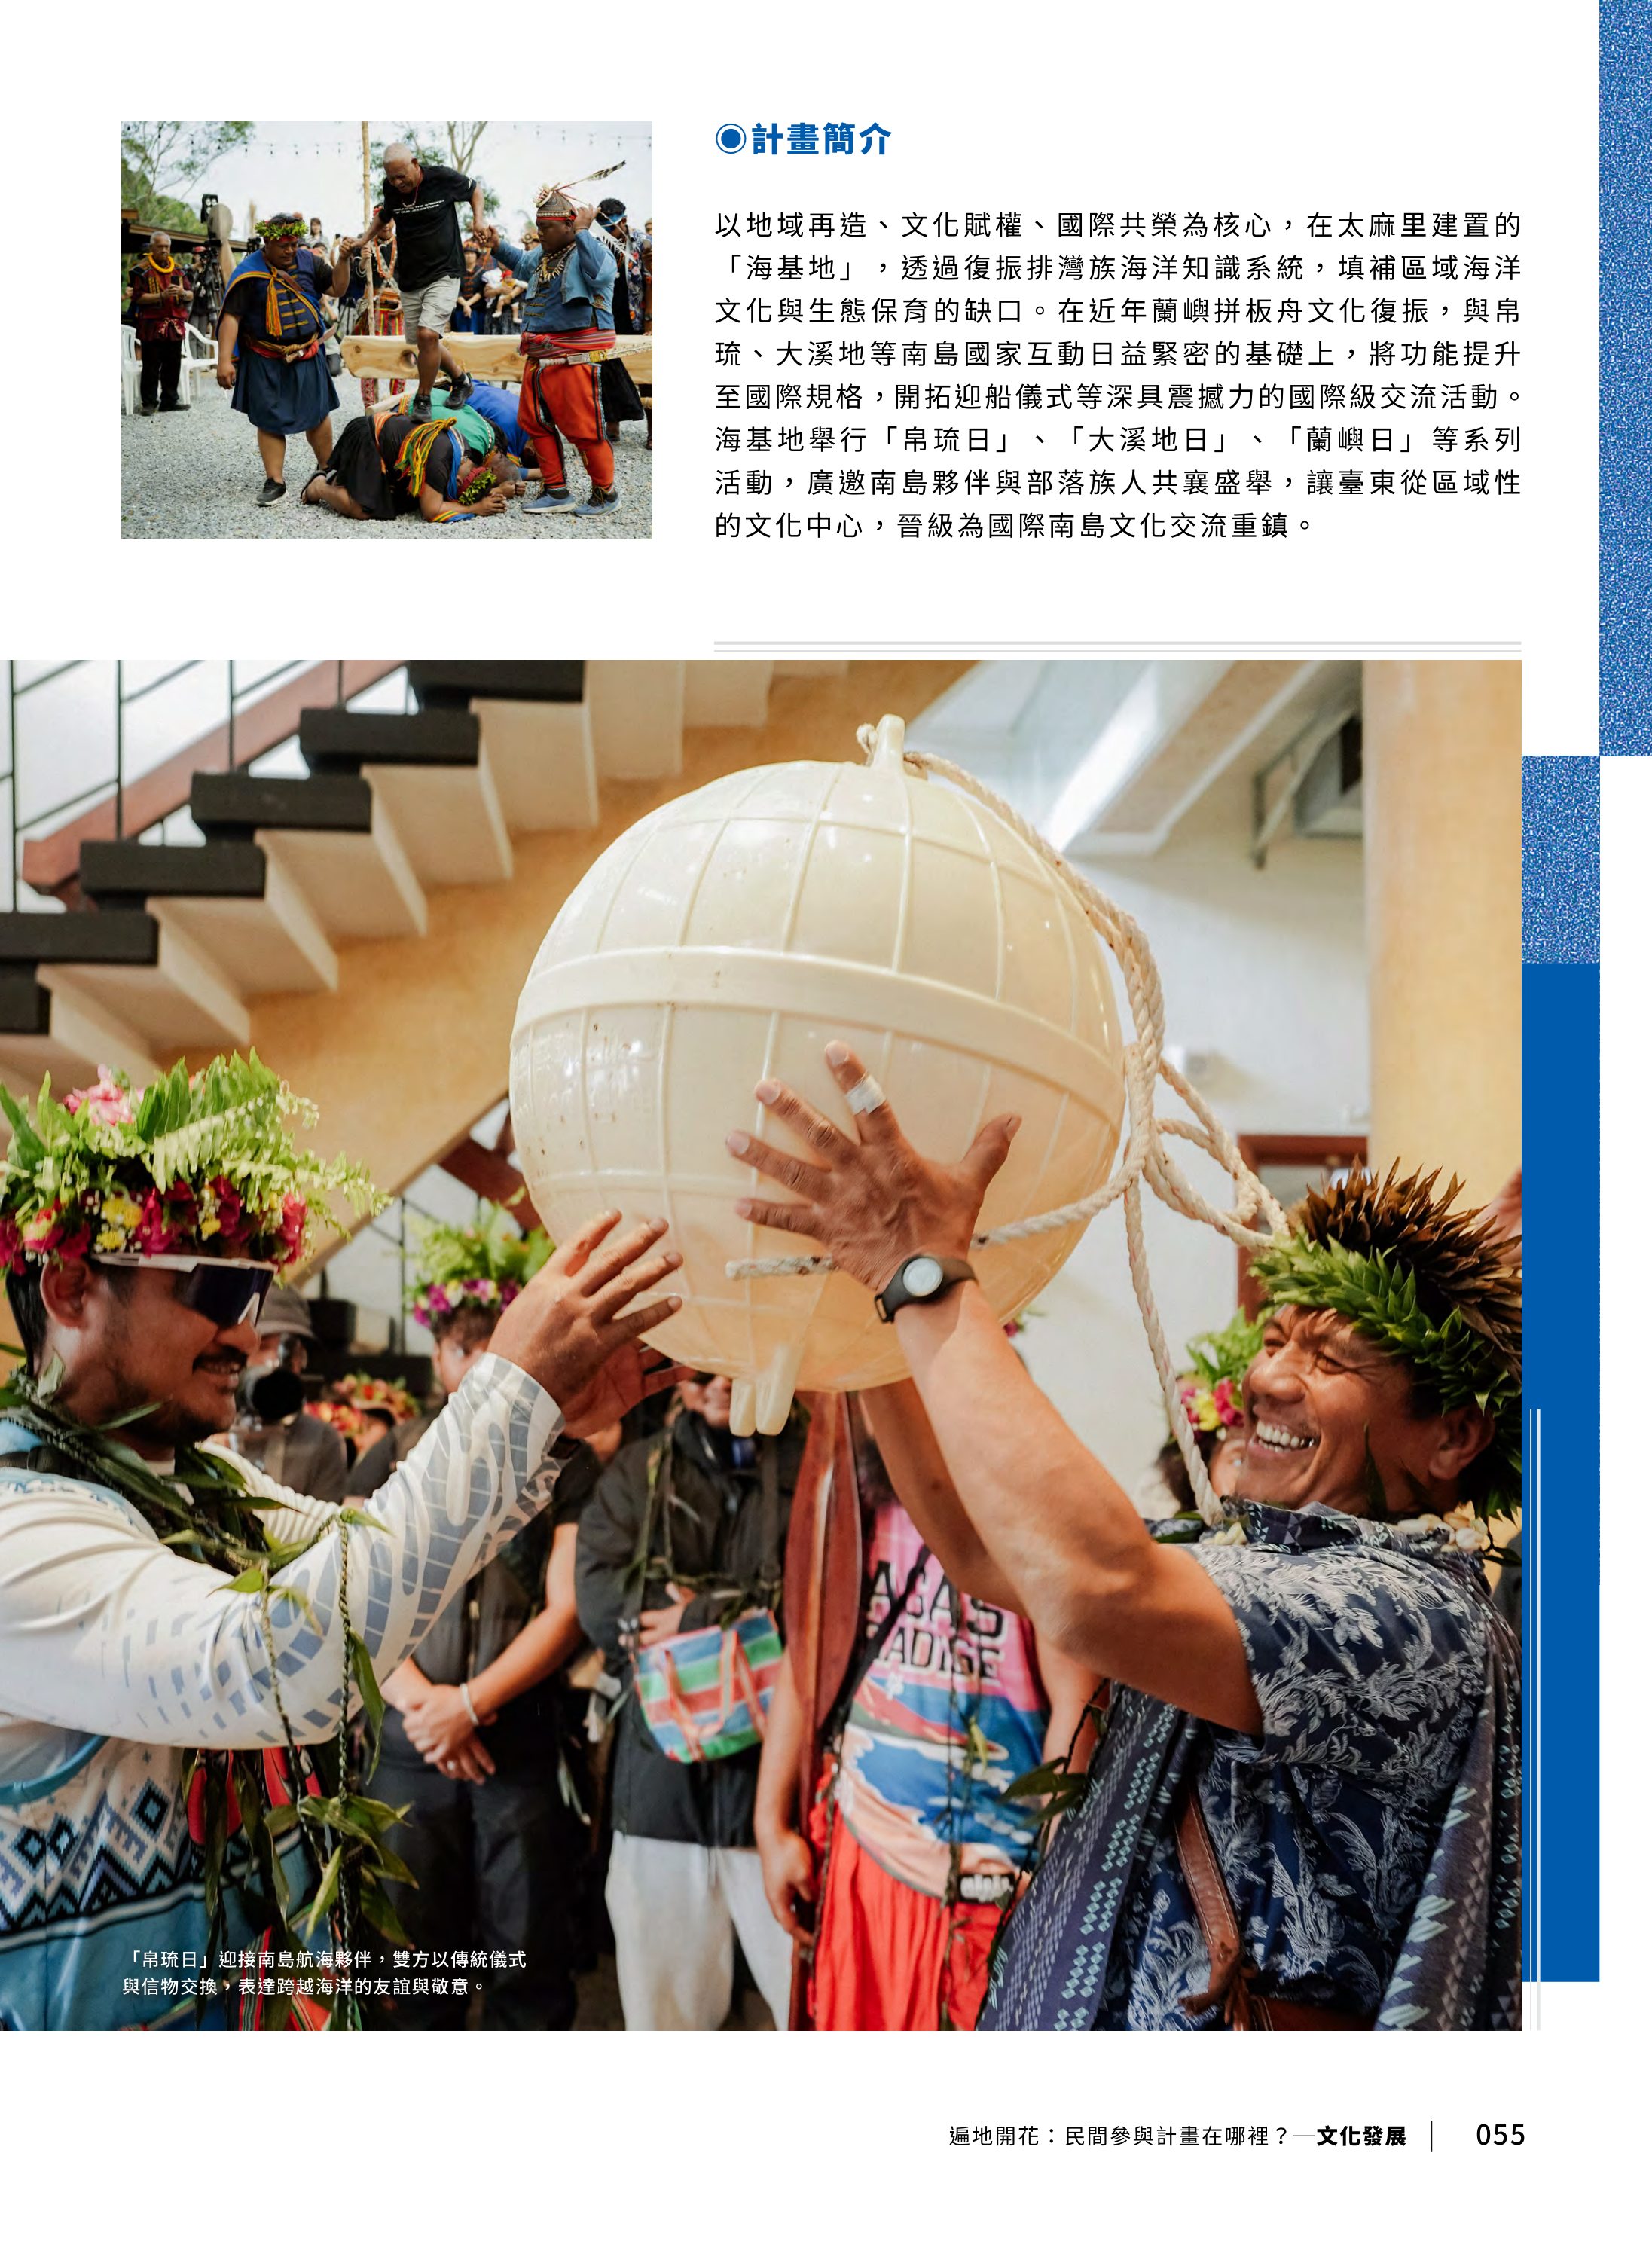 ◉計畫簡介
以地域再造、文化賦權、國際共榮為核心，在太麻里建置的
「海基地」，透過復振排灣族海洋知識系統，填補區域海洋
文化與生態保育的缺口。在近年蘭嶼拼板舟文化復振，與帛
琉、大溪地等南島國家互動日益緊密的基礎上，將功能提升
至國際規格，開拓迎船儀式等深具震撼力的國際級交流活動。
海基地舉行「帛琉日」、「大溪地日」、「蘭嶼日」等系列
活動，廣邀南島夥伴與部落族人共襄盛舉，讓臺東從區域性
的文化中心，晉級為國際南島文化交流重鎮。
「帛琉日」迎接南島航海夥伴，雙方以傳統儀式
與信物交換，表達跨越海洋的友誼與敬意。
遍地開花：民間參與計畫在哪裡？—文化發展
055